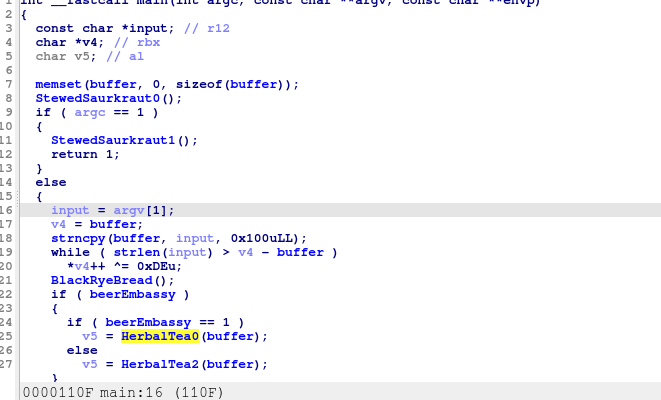 1 int __fastcall main(int argc, const char **argv, const char **envp)
2 {
3 const char *input; // r12
4 char *v4; // rbx
5 char v5; // al
6
7 memset(buffer, 0, sizeof(buffer));
8 StewedSaurkraut0();
9 if ( argc == 1 )
10 {
11 StewedSaurkraut1();
12 return 1;
13 }
14 else
15 {
16 input = argv[1];
17 v4 = buffer;
18 strncpy(buffer, input, 0x100uLL);
19 while ( strlen(input) > v4 - buffer )
20 *v4++ ^= 0xDEu;
21 BlackRyeBread();
22 if ( beerEmbassy )
23 {
24 if ( beerEmbassy == 1 )
25 v5 = HerbalTea0(buffer);
26 else
27 v5 = HerbalTea2(buffer);
}
0000110F main:16 (110F)